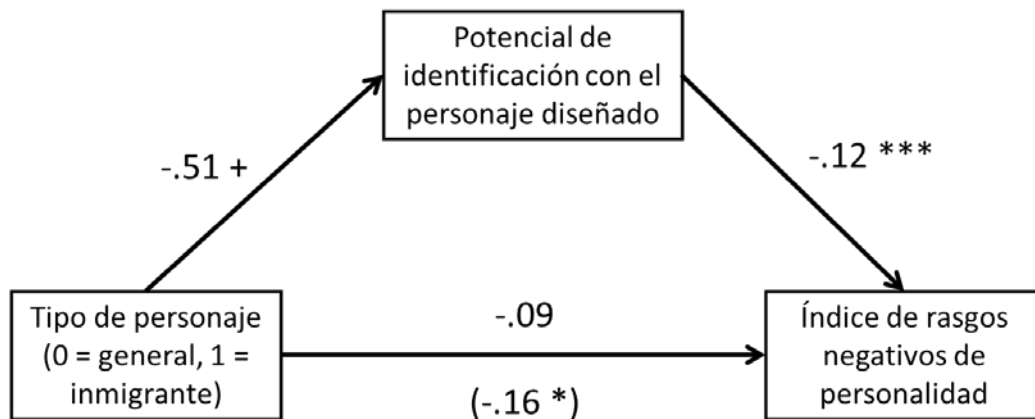 Potencial de
identificación con el
personaje diseñado
-.51 +
-.12 ***
Tipo de personaje
(0 = general, 1 =
inmigrante)
-.09
(-.16 *)
Índice de rasgos
negativos de
personalidad